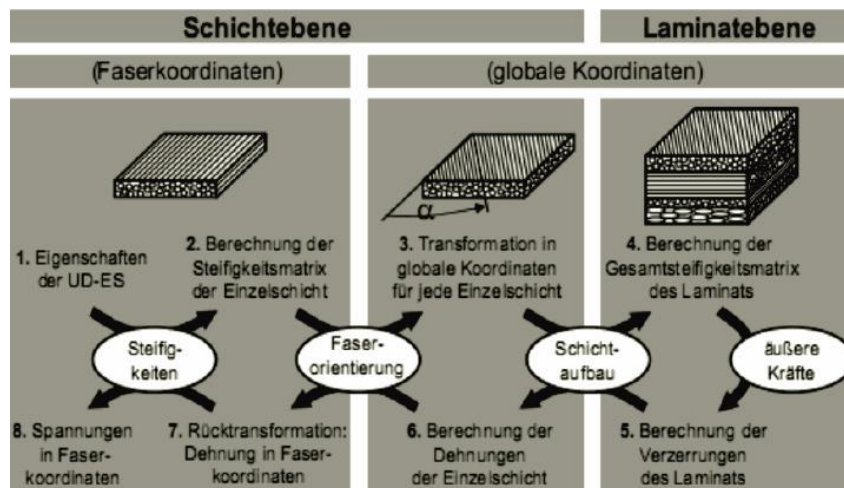 Schichtebene
Laminatebene
(Faserkoordinaten)
(globale Koordinaten)
α
1. Eigenschaften
der UD-ES
2. Berechnung der
Steifigkeitsmatrix
der Einzelschicht
3. Transformation in
globale Koordinaten
für jede Einzelschicht
4. Berechnung der
Gesamtsteifigkeitsmatrix
des Laminats
Steifig-
keiten
Faser-
orientierung
Schicht-
aufbau
äußere
Kräfte
8. Spannungen
in Faser-
koordinaten
7. Rücktransformation:
Dehnung in Faser-
koordinaten
6. Berechnung der
Dehnungen
der Einzelschicht
5. Berechnung der
Verzerrungen
des Laminats